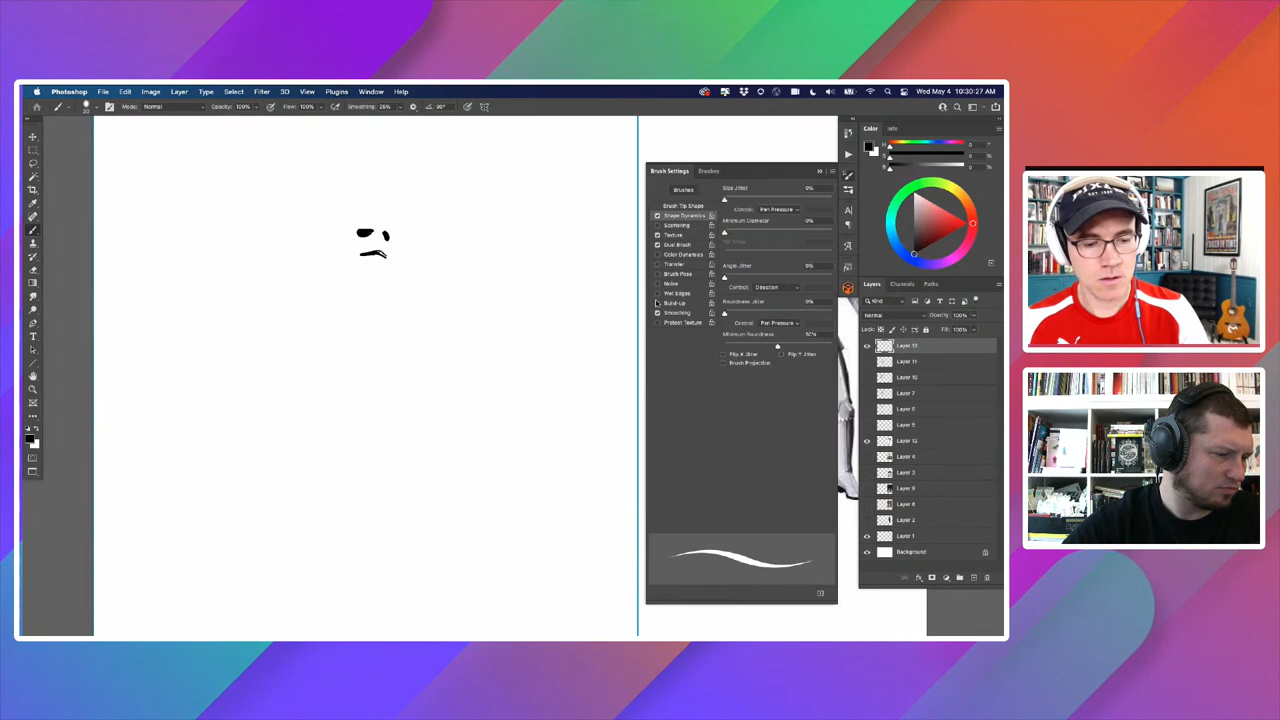 Photoshop File Edit Image Layer Type Select Filter 3D View Plugins Window Help
Wed May 4 10:30:27 AM
Mode: Normal Opacity: 100% Flow: 100% Smoothing: 26%
Brush Settings Brushes
Brushes
Brush Tip Shape
Shape Dynamics
Scattering
Texture
Dual Brush
Color Dynamics
Transfer
Brush Pose
Noise
Wet Edges
Build-up
Smoothing
Protect Texture
Size Jitter 0%
Control: Pen Pressure
Minimum Diameter 0%
Tilt Scale
Angle Jitter 0%
Control: Direction
Roundness Jitter 0%
Control: Pen Pressure
Minimum Roundness 50%
Flip X Jitter Flip Y Jitter
Brush Projection
Color Info
H 0
S 0 %
0 %
Layers Channels Paths
Kind
Normal Opacity: 100%
Lock: Fill: 100%
Layer 13
Layer 11
Layer 10
Layer 7
Layer 6
Layer 5
Layer 12
Layer 4
Layer 3
Layer 9
Layer 8
Layer 2
Layer 1
Background